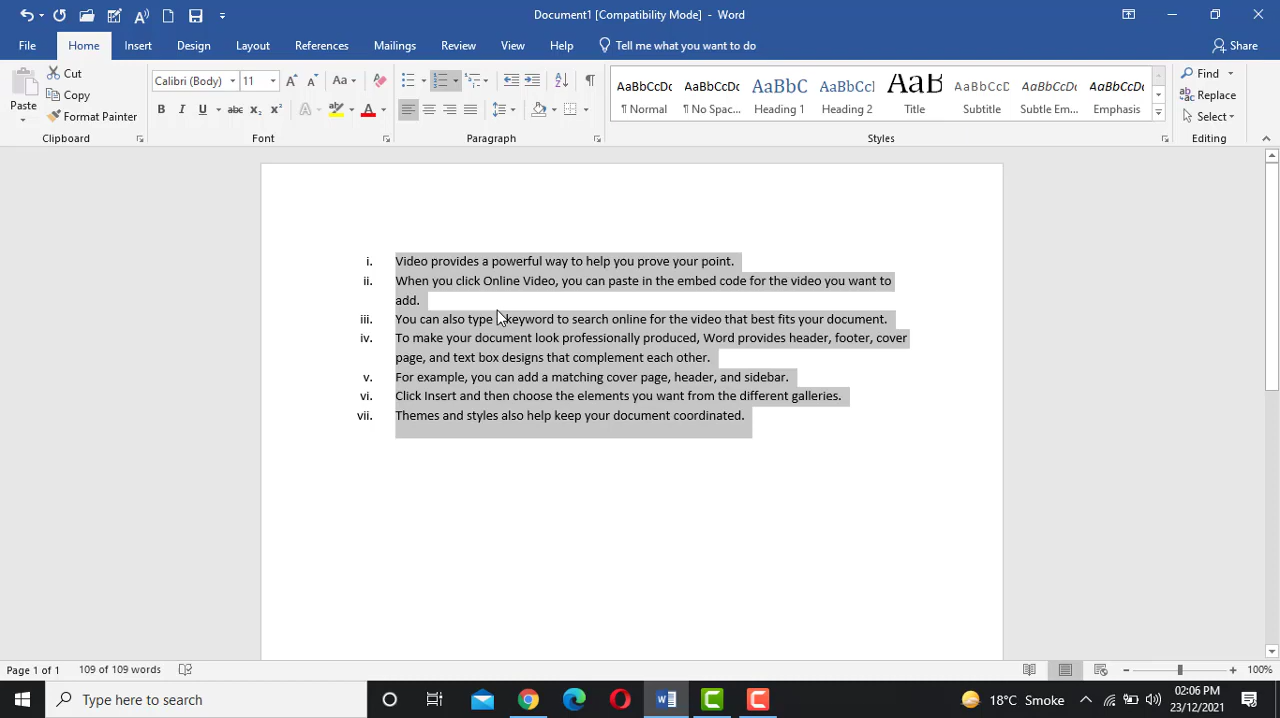 Document1 [Compatibility Mode] - Word
File Home Insert Design Layout References Mailings Review View Help Tell me what you want to do Share
Paste
Cut
Copy
Format Painter
Clipboard
Calibri (Body) 11
Font
Paragraph
AaBbCcDc AaBbCcDc AaBbC AaBbCcl AaB AaBbCcDc AaBbCcDc AaBbCcDc
¶ Normal ¶ No Spac... Heading 1 Heading 2 Title Subtitle Subtle Em... Emphasis
Styles
Find
Replace
Select
Editing
i. Video provides a powerful way to help you prove your point.
ii. When you click Online Video, you can paste in the embed code for the video you want to
add.
iii. You can also type keyword to search online for the video that best fits your document.
iv. To make your document look professionally produced, Word provides header, footer, cover
page, and text box designs that complement each other.
v. For example, you can add a matching cover page, header, and sidebar.
vi. Click Insert and then choose the elements you want from the different galleries.
vii. Themes and styles also help keep your document coordinated.
Page 1 of 1 109 of 109 words 100%
Type here to search
18°C Smoke
02:06 PM
23/12/2021